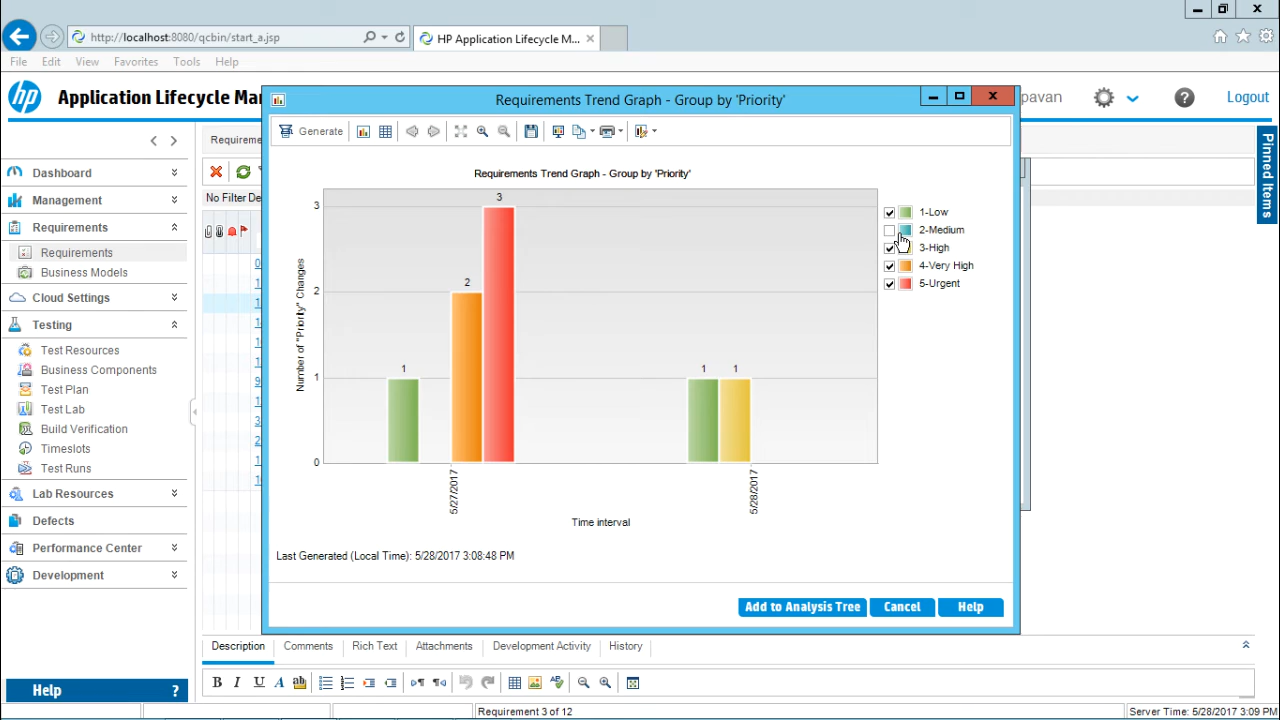 http://localhost:8080/qcbin/start_a.jsp
HP Application Lifecycle M...
File Edit View Favorites Tools Help
hp
Application Lifecycle Ma
Requirements Trend Graph - Group by 'Priority'
pavan
?
Logout
Generate
Requireme
Pinned Items
No Filter De
Dashboard
Management
Requirements
Requirements
Business Models
Cloud Settings
Testing
Test Resources
Business Components
Test Plan
Test Lab
Build Verification
Timeslots
Test Runs
Lab Resources
Defects
Performance Center
Development
Requirements Trend Graph - Group by 'Priority'
Number of "Priority" Changes
3
2
1
0
1
2
3
1
1
5/27/2017
5/28/2017
Time interval
1-Low
2-Medium
3-High
4-Very High
5-Urgent
Last Generated (Local Time): 5/28/2017 3:08:48 PM
Add to Analysis Tree
Cancel
Help
Description Comments Rich Text Attachments Development Activity History
B I U A ab
Help ?
Requirement 3 of 12
Server Time: 5/28/2017 3:09 PM